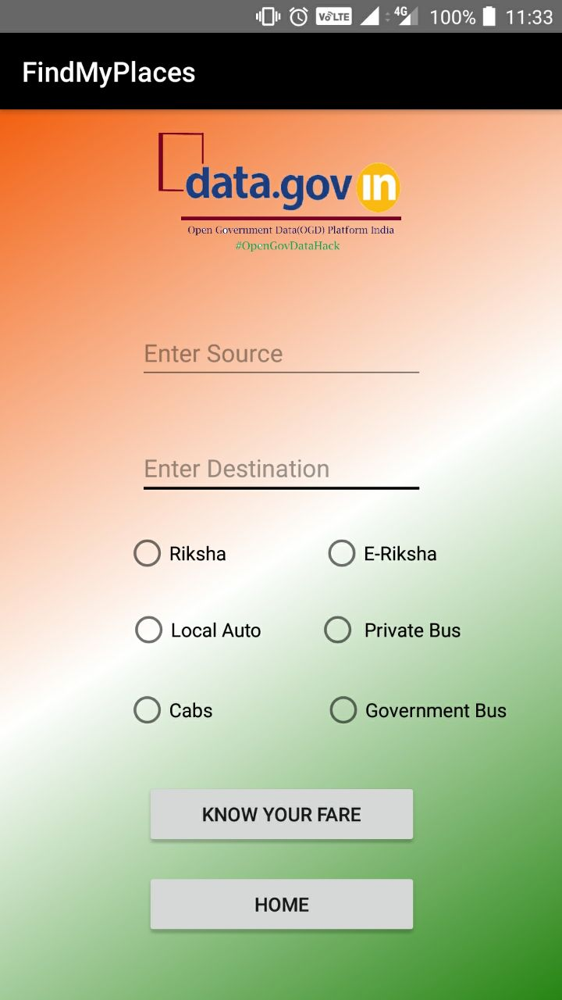 VoLTE 4G 100% 11:33
FindMyPlaces
data.gov in
Open Government Data(OGD) Platform India
#OpenGovDataHack
Enter Source
Enter Destination
Riksha E-Riksha
Local Auto Private Bus
Cabs Government Bus
KNOW YOUR FARE
HOME